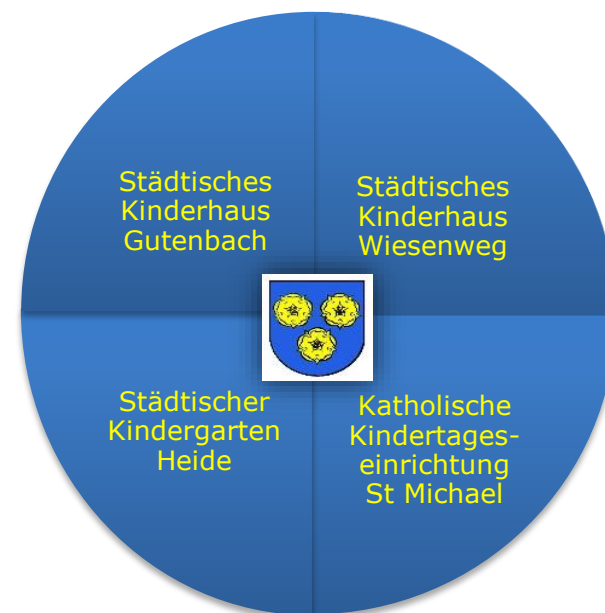 Städtisches
Kinderhaus
Gutenbach
Städtisches
Kinderhaus
Wiesenweg
Städtischer
Kindergarten
Heide
Katholische
Kindertages-
einrichtung
St Michael